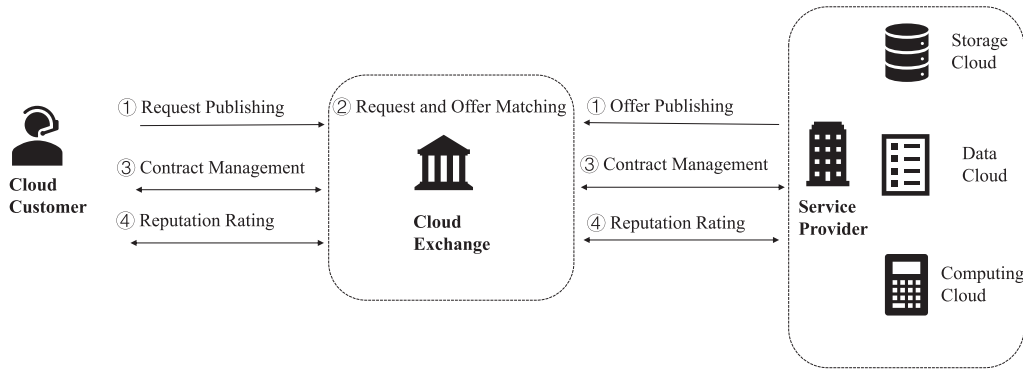 ① Request Publishing
③ Contract Management
④ Reputation Rating
Cloud
Customer
② Request and Offer Matching
Cloud
Exchange
① Offer Publishing
③ Contract Management
④ Reputation Rating
Service
Provider
Storage
Cloud
Data
Cloud
Computing
Cloud